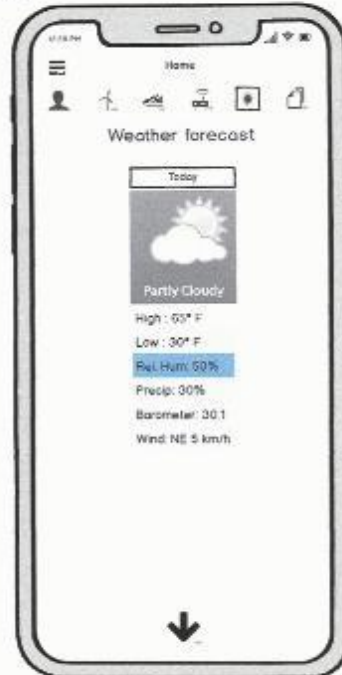 Home
Weather forecast
Today
Partly Cloudy
High : 65° F
Low : 30° F
Rel. Hum: 50%
Precip: 30%
Barometer: 30.1
Wind: NE 5 km/h